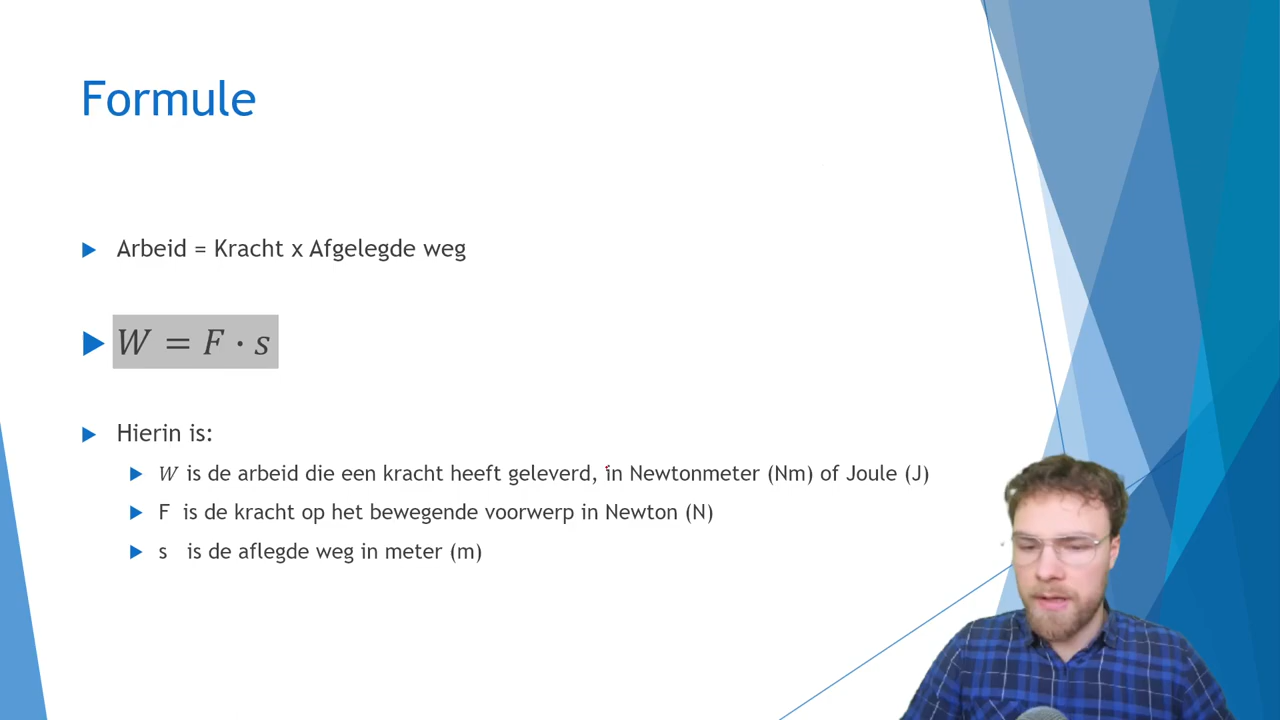 Formule
Arbeid = Kracht x Afgelegde weg
W = F · s
Hierin is:
W is de arbeid die een kracht heeft geleverd, in Newtonmeter (Nm) of Joule (J)
F is de kracht op het bewegende voorwerp in Newton (N)
s is de aflegde weg in meter (m)